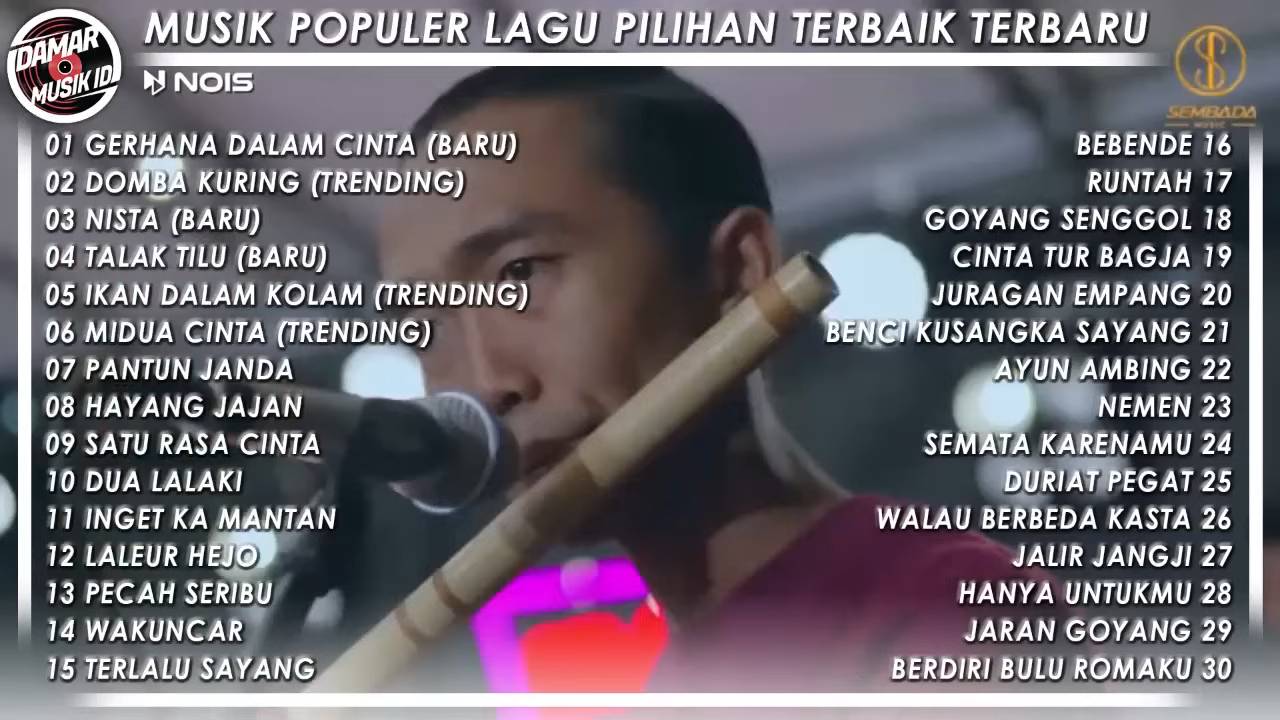 MUSIK POPULER LAGU PILIHAN TERBAIK TERBARU
DAMAR
MUSIK ID
NOIS
SEMBADA
MUSIC
01 GERHANA DALAM CINTA (BARU)
02 DOMBA KURING (TRENDING)
03 NISTA (BARU)
04 TALAK TILU (BARU)
05 IKAN DALAM KOLAM (TRENDING)
06 MIDUA CINTA (TRENDING)
07 PANTUN JANDA
08 HAYANG JAJAN
09 SATU RASA CINTA
10 DUA LALAKI
11 INGET KA MANTAN
12 LALEUR HEJO
13 PECAH SERIBU
14 WAKUNCAR
15 TERLALU SAYANG
BEBENDE 16
RUNTAH 17
GOYANG SENGGOL 18
CINTA TUR BAGJA 19
JURAGAN EMPANG 20
BENCI KUSANGKA SAYANG 21
AYUN AMBING 22
NEMEN 23
SEMATA KARENAMU 24
DURIAT PEGAT 25
WALAU BERBEDA KASTA 26
JALIR JANGJI 27
HANYA UNTUKMU 28
JARAN GOYANG 29
BERDIRI BULU ROMAKU 30